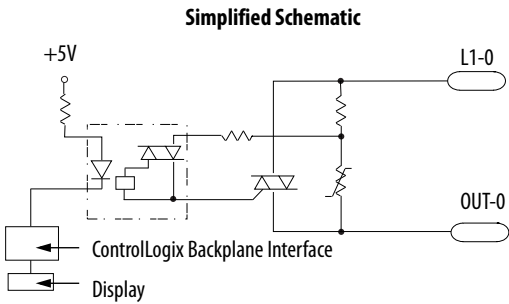 Simplified Schematic
+5V
L1-0
OUT-0
ControlLogix Backplane Interface
Display